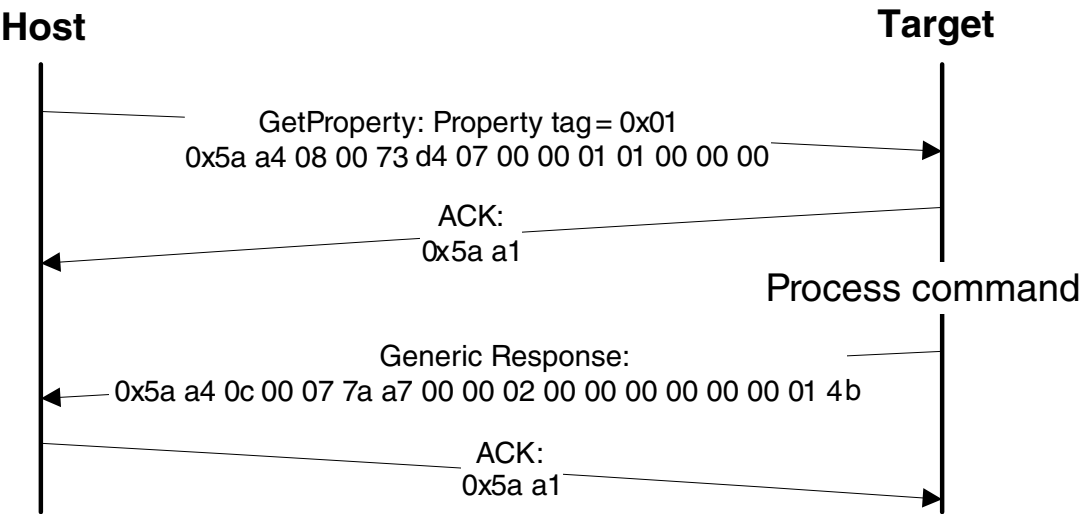 Host
Target
GetProperty: Property tag = 0x01
0x5a a4 08 00 73 d4 07 00 00 01 01 00 00 00
ACK:
0x5a a1
Process command
Generic Response:
0x5a a4 0c 00 07 7a a7 00 00 02 00 00 00 00 00 00 01 4b
ACK:
0x5a a1